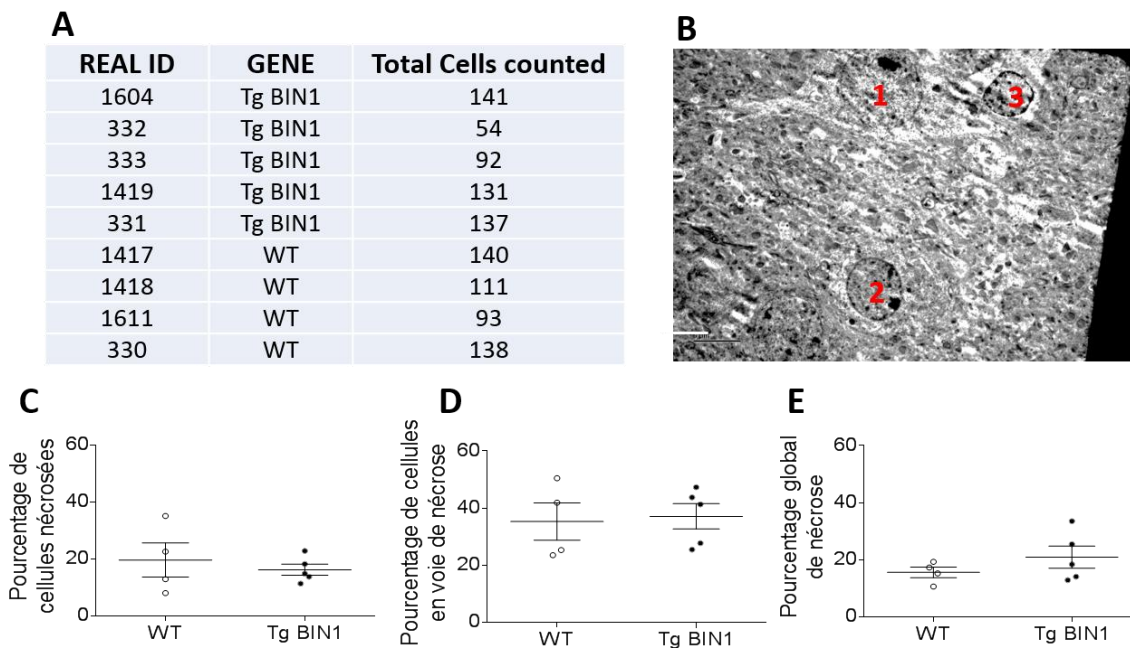 A
REAL ID GENE Total Cells counted
1604 Tg BIN1 141
332 Tg BIN1 54
333 Tg BIN1 92
1419 Tg BIN1 131
331 Tg BIN1 137
1417 WT 140
1418 WT 111
1611 WT 93
330 WT 138
B
1
3
2
C
Pourcentage de
cellules nécrosées
60
40
20
0
WT Tg BIN1
D
Pourcentage de cellules
en voie de nécrose
60
40
20
0
WT Tg BIN1
E
Pourcentage global
de nécrose
60
40
20
0
WT Tg BIN1